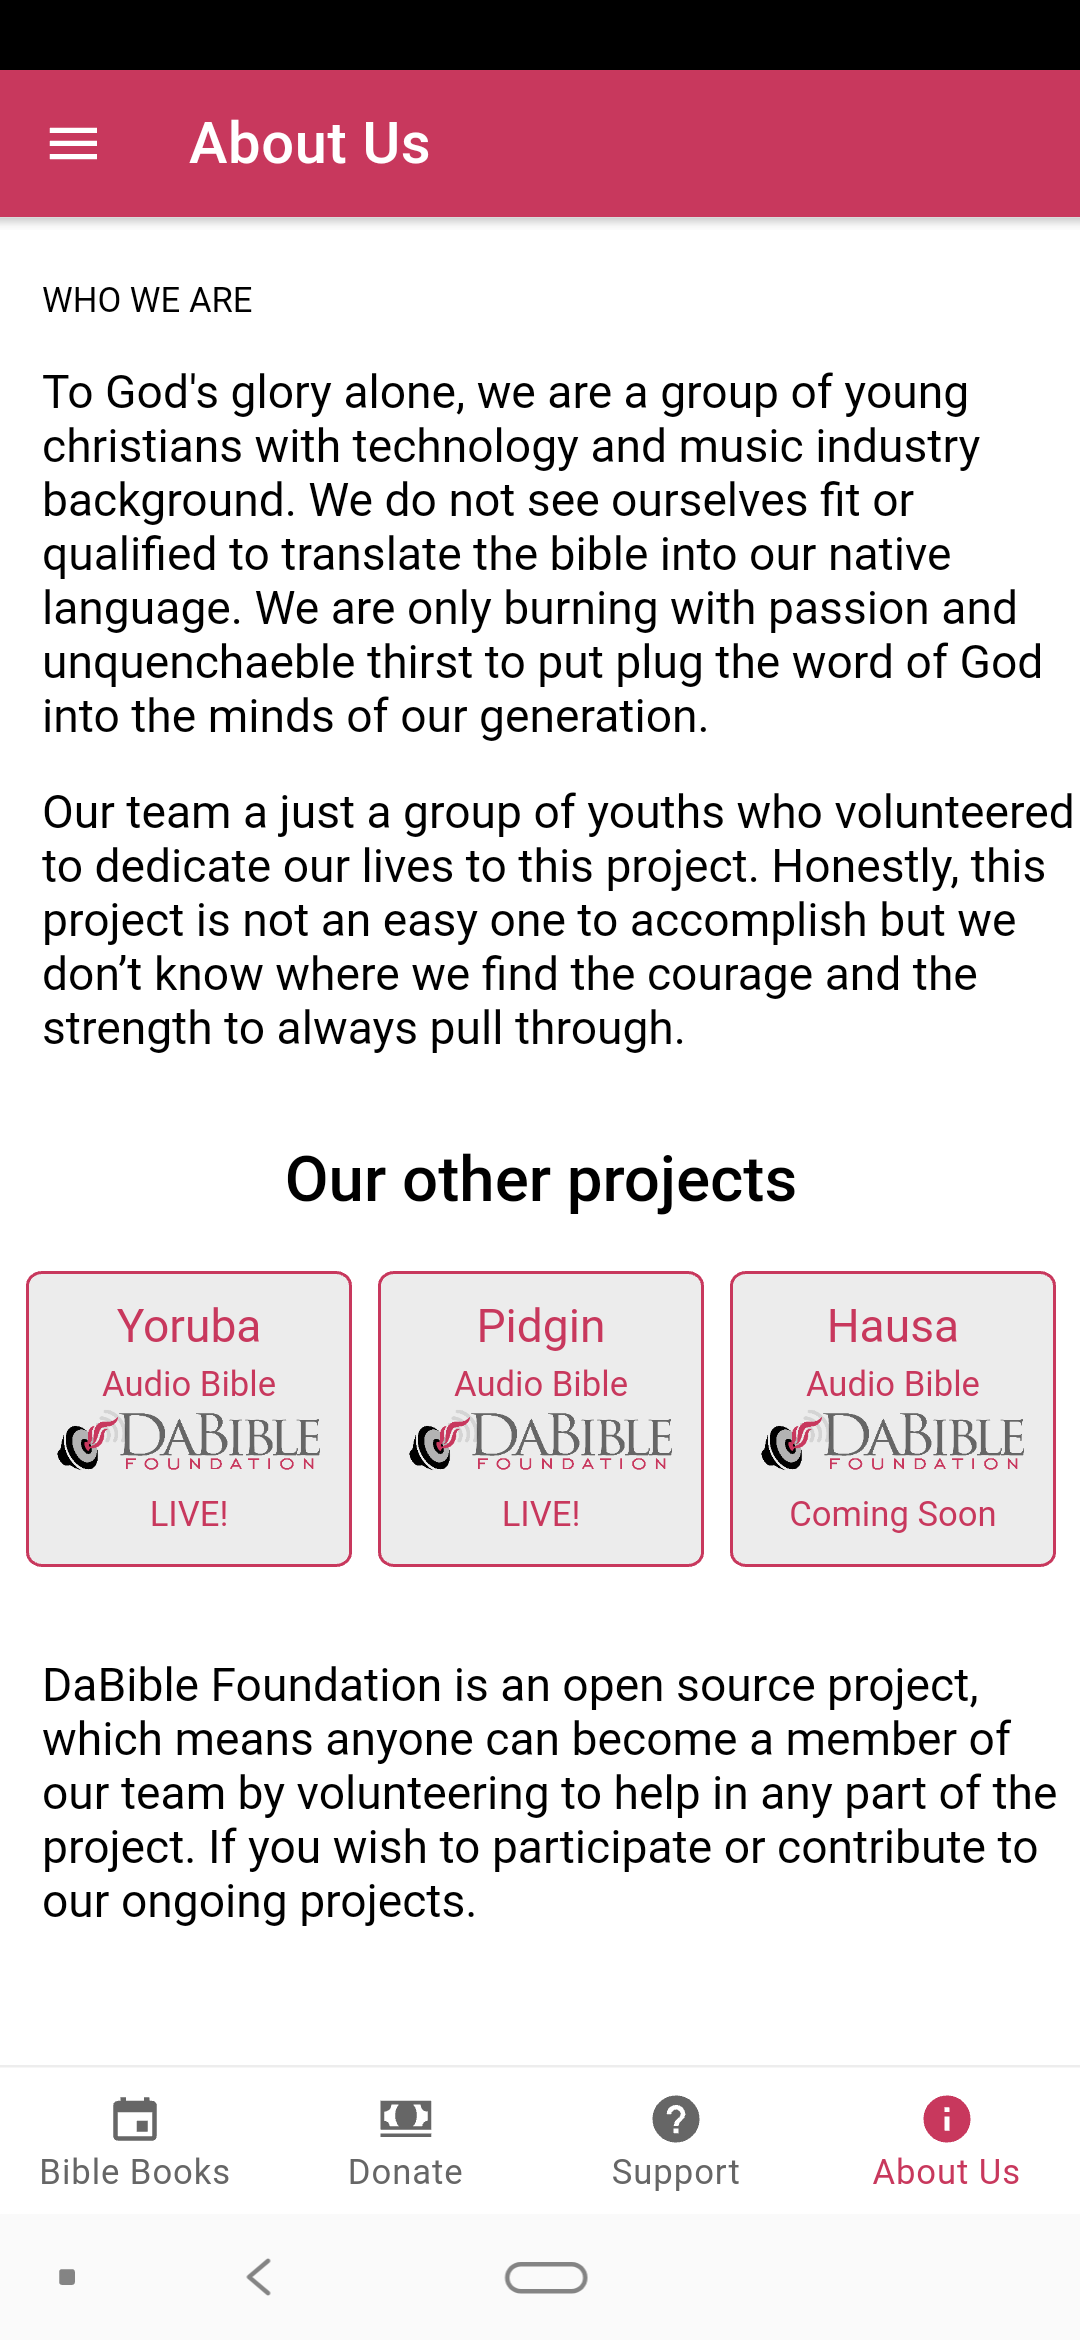 About Us
WHO WE ARE
To God's glory alone, we are a group of young
christians with technology and music industry
background. We do not see ourselves fit or
qualified to translate the bible into our native
language. We are only burning with passion and
unquenchaeble thirst to put plug the word of God
into the minds of our generation.
Our team a just a group of youths who volunteered
to dedicate our lives to this project. Honestly, this
project is not an easy one to accomplish but we
don’t know where we find the courage and the
strength to always pull through.
Our other projects
Yoruba
Audio Bible
DABIBLE
FOUNDATION
LIVE!
Pidgin
Audio Bible
DABIBLE
FOUNDATION
LIVE!
Hausa
Audio Bible
DABIBLE
FOUNDATION
Coming Soon
DaBible Foundation is an open source project,
which means anyone can become a member of
our team by volunteering to help in any part of the
project. If you wish to participate or contribute to
our ongoing projects.
Bible Books
Donate
Support
About Us